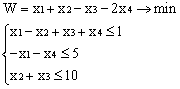 W = x1 + x2 − x3 − 2x4 → min
x1 − x2 + x3 + x4 ≤ 1
−x1 − x4 ≤ 5
x2 + x3 ≤ 10